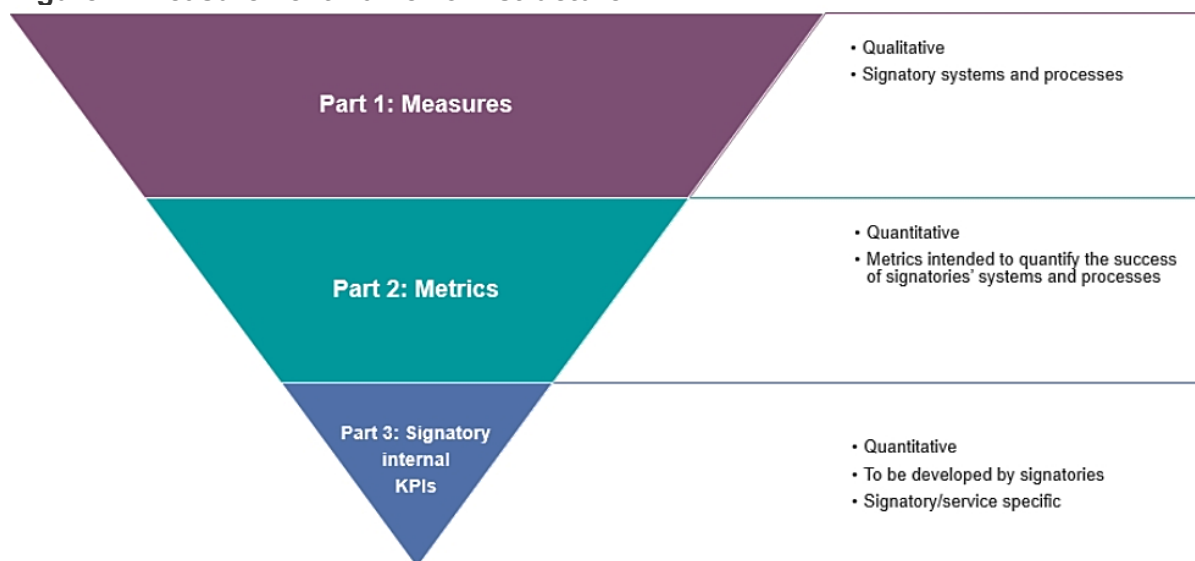 Part 1: Measures
• Qualitative
• Signatory systems and processes
Part 2: Metrics
• Quantitative
• Metrics intended to quantify the success
of signatories’ systems and processes
Part 3: Signatory
internal
KPIs
• Quantitative
• To be developed by signatories
• Signatory/service specific